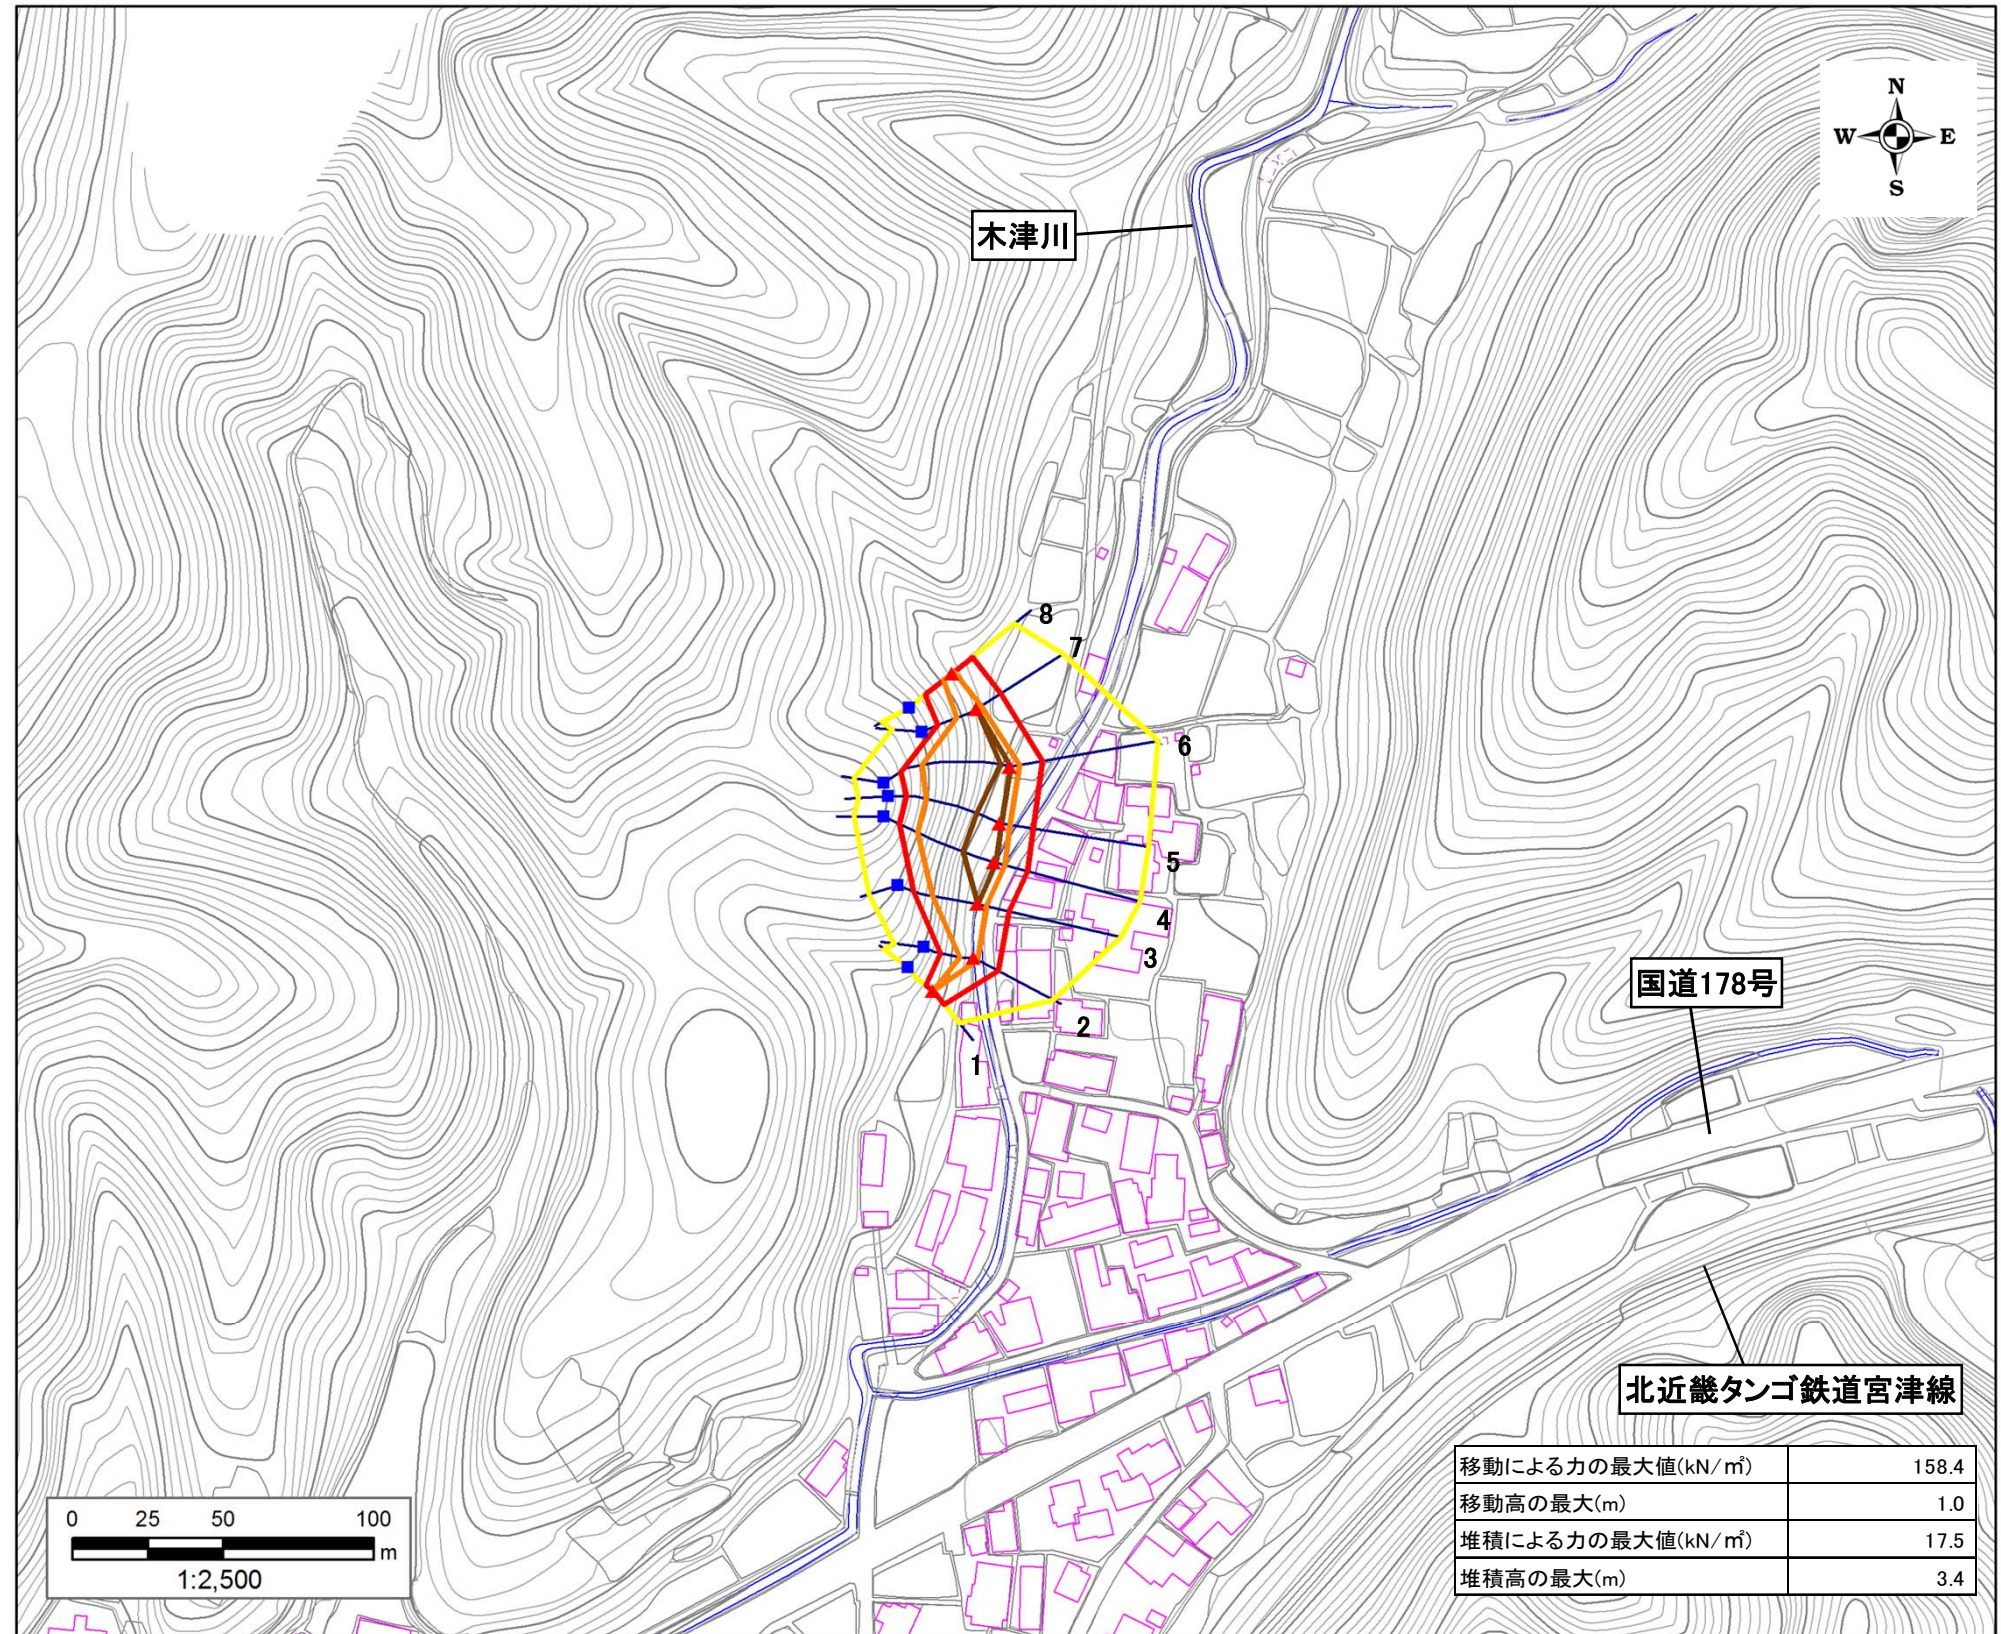 N
W E
S
木津川
8
7
6
5
4
3
2
1
国道178号
北近畿タンゴ鉄道宮津線
移動による力の最大値(kN/㎡) 158.4
移動高の最大(m) 1.0
堆積による力の最大値(kN/㎡) 17.5
堆積高の最大(m) 3.4
0 25 50 100
m
1:2,500